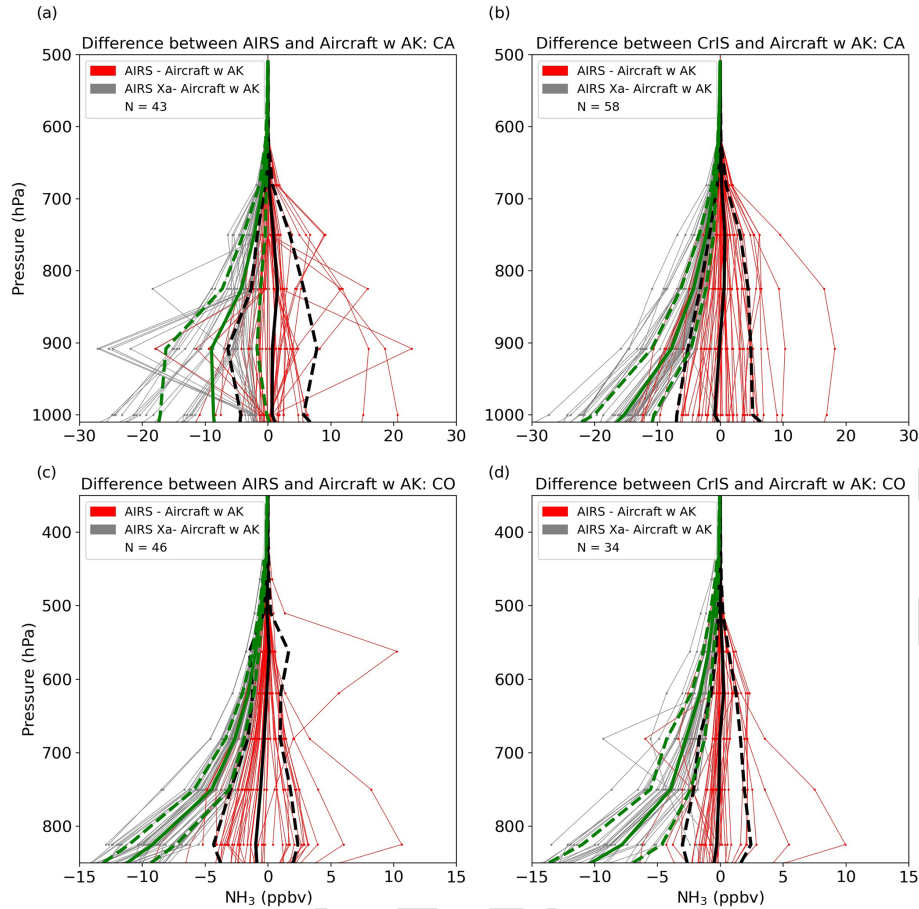 (a)
Difference between AIRS and Aircraft w AK: CA
AIRS - Aircraft w AK
AIRS Xa- Aircraft w AK
N = 43
500
600
700
800
900
1000
Pressure (hPa)
−30 −20 −10 0 10 20 30
(b)
Difference between CrIS and Aircraft w AK: CA
AIRS - Aircraft w AK
AIRS Xa- Aircraft w AK
N = 58
500
600
700
800
900
1000
−30 −20 −10 0 10 20 30
(c)
Difference between AIRS and Aircraft w AK: CO
AIRS - Aircraft w AK
AIRS Xa- Aircraft w AK
N = 46
400
500
600
700
800
Pressure (hPa)
−15 −10 −5 0 5 10 15
NH₃ (ppbv)
(d)
Difference between CrIS and Aircraft w AK: CO
AIRS - Aircraft w AK
AIRS Xa- Aircraft w AK
N = 34
400
500
600
700
800
−15 −10 −5 0 5 10 15
NH₃ (ppbv)